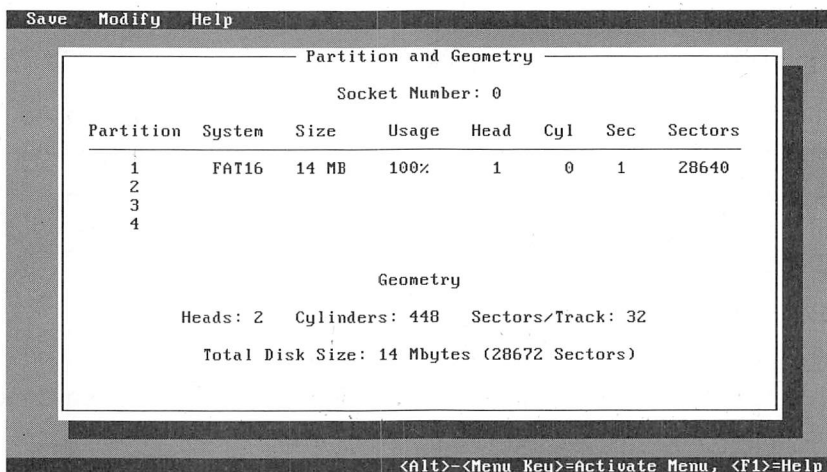 Save Modify Help
Partition and Geometry
Socket Number: 0
Partition System Size Usage Head Cyl Sec Sectors
1 FAT16 14 MB 100% 1 0 1 28640
2
3
4
Geometry
Heads: 2 Cylinders: 448 Sectors/Track: 32
Total Disk Size: 14 Mbytes (28672 Sectors)
<Alt>-<Menu Key>=Activate Menu, <F1>=Help